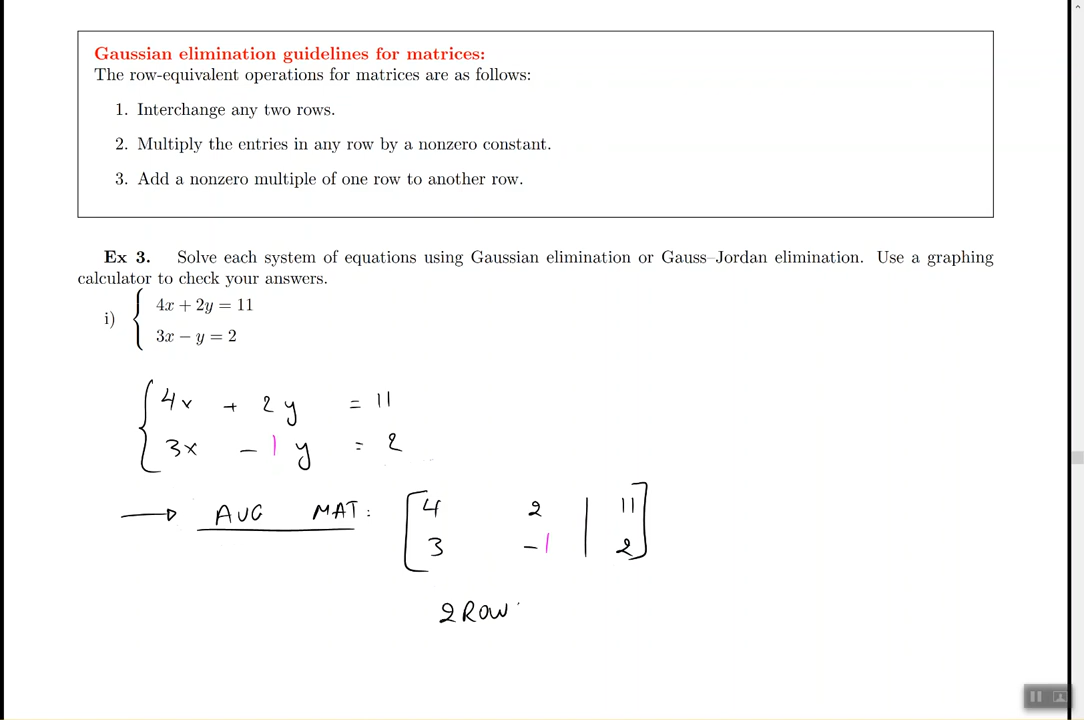 Gaussian elimination guidelines for matrices:
The row-equivalent operations for matrices are as follows:
1. Interchange any two rows.
2. Multiply the entries in any row by a nonzero constant.
3. Add a nonzero multiple of one row to another row.
Ex 3. Solve each system of equations using Gaussian elimination or Gauss–Jordan elimination. Use a graphing
calculator to check your answers.
i) { 4x + 2y = 11
3x − y = 2
{ 4x + 2y = 11
3x − 1y = 2
→ AUG MAT: [ 4 2 | 11 ]
[ 3 −1 | 2 ]
2 ROW